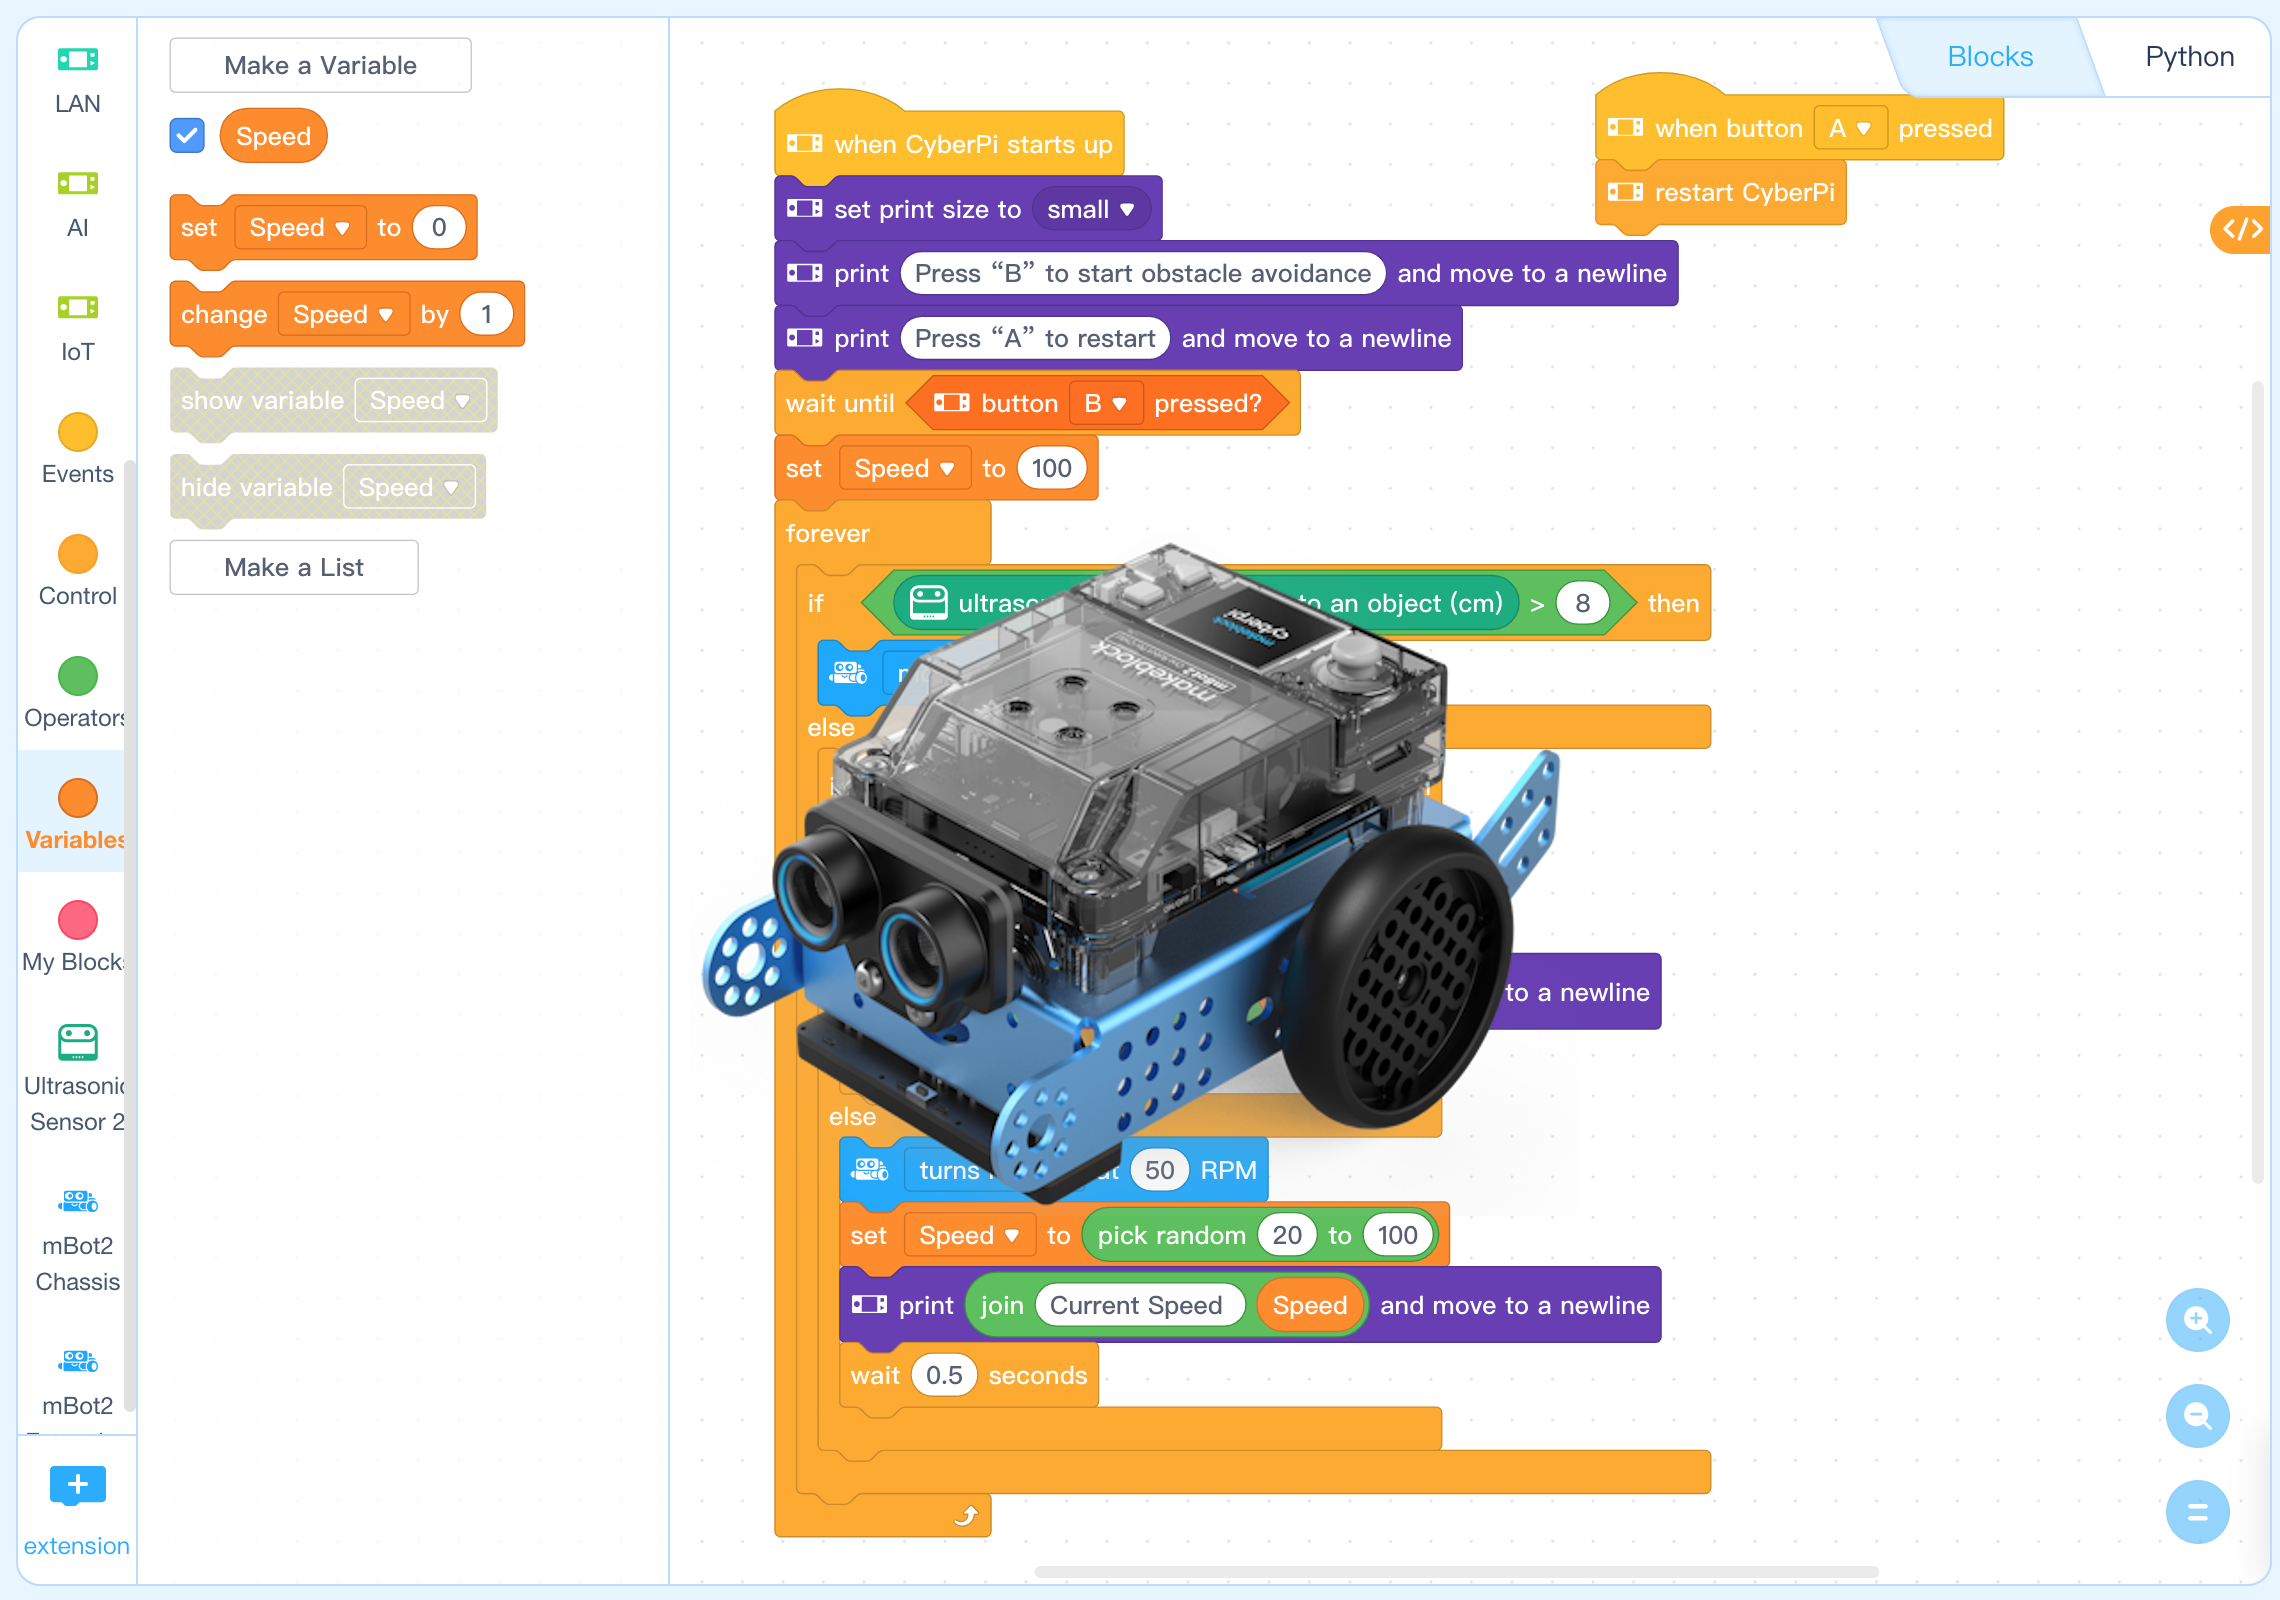 LAN
AI
IoT
Events
Control
Operators
Variables
My Block
Ultrasonic
Sensor 2
mBot2
Chassis
mBot2
extension
Make a Variable
Speed
set Speed to 0
change Speed by 1
show variable Speed
hide variable Speed
Make a List
Blocks
Python
when CyberPi starts up
set print size to small
print Press “B” to start obstacle avoidance and move to a newline
print Press “A” to restart and move to a newline
wait until button B pressed?
set Speed to 100
forever
if to an object (cm) > 8 then
else
to a newline
else
turns at 50 RPM
set Speed to pick random 20 to 100
print join Current Speed Speed and move to a newline
wait 0.5 seconds
when button A pressed
restart CyberPi
</>
cyberpi
makeblock